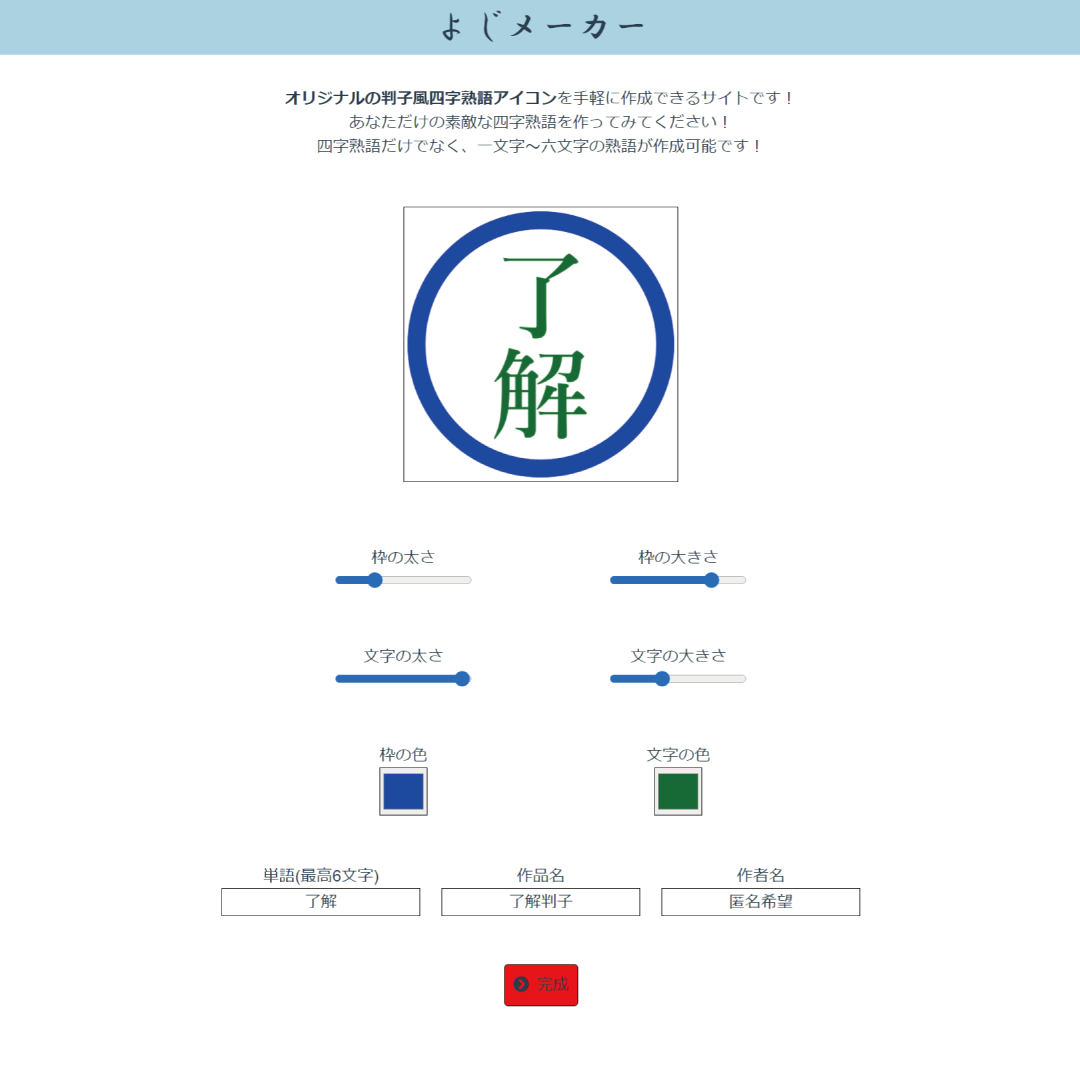 よじメーカー
オリジナルの判子風四字熟語アイコンを手軽に作成できるサイトです！
あなただけの素敵な四字熟語を作ってみてください！
四字熟語だけでなく、一文字～六文字の熟語が作成可能です！
了
解
枠の太さ
枠の大きさ
文字の太さ
文字の大きさ
枠の色
文字の色
単語(最高6文字)
作品名
作者名
了解
了解判子
匿名希望
完成